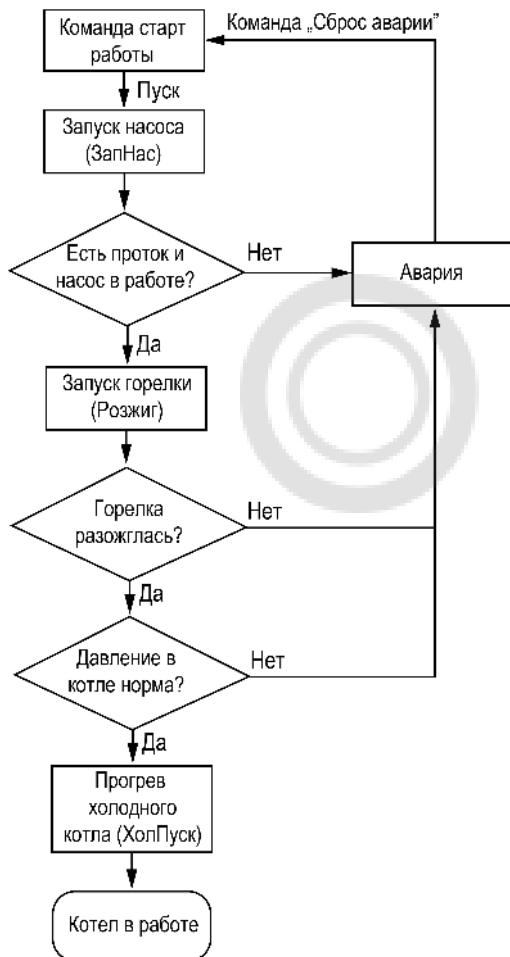 Команда старт
работы
Команда „Сброс аварии”
Пуск
Запуск насоса
(ЗапНас)
Есть проток и
насос в работе?
Нет
Авария
Да
Запуск горелки
(Розжиг)
Горелка
разожглась?
Нет
Да
Давление в
котле норма?
Нет
Да
Прогрев
холодного
котла (ХолПуск)
Котел в работе